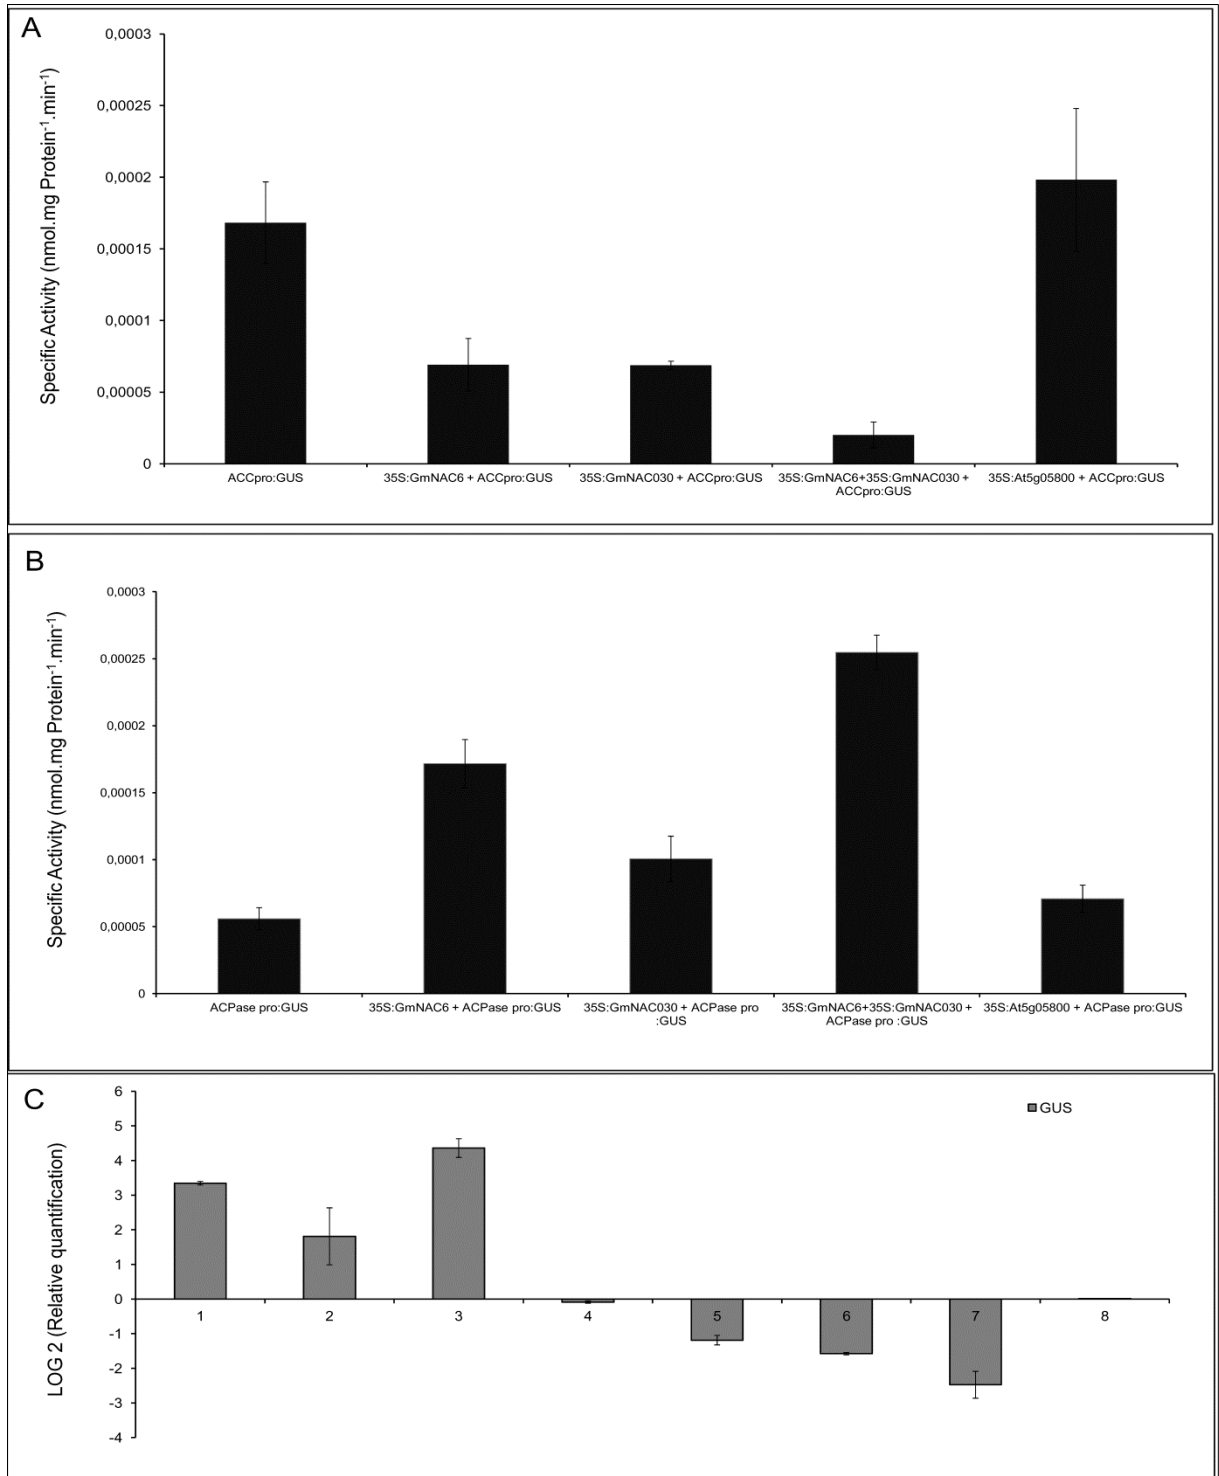 A
0,0003
0,00025
0,0002
0,00015
0,0001
0,00005
0
Specific Activity (nmol.mg Protein-1.min-1)
ACCpro:GUS
35S:GmNAC6 + ACCpro:GUS
35S:GmNAC030 + ACCpro:GUS
35S:GmNAC6+35S:GmNAC030 +
ACCpro:GUS
35S:At5g05800 + ACCpro:GUS
B
0,0003
0,00025
0,0002
0,00015
0,0001
0,00005
0
Specific Activity (nmol.mg Protein-1.min-1)
ACPase pro:GUS
35S:GmNAC6 + ACPase pro:GUS
35S:GmNAC030 + ACPase pro
:GUS
35S:GmNAC6+35S:GmNAC030 +
ACPase pro :GUS
35S:At5g05800 + ACPase pro:GUS
C
GUS
6
5
4
3
2
1
0
-1
-2
-3
-4
LOG 2 (Relative quantification)
1 2 3 4 5 6 7 8